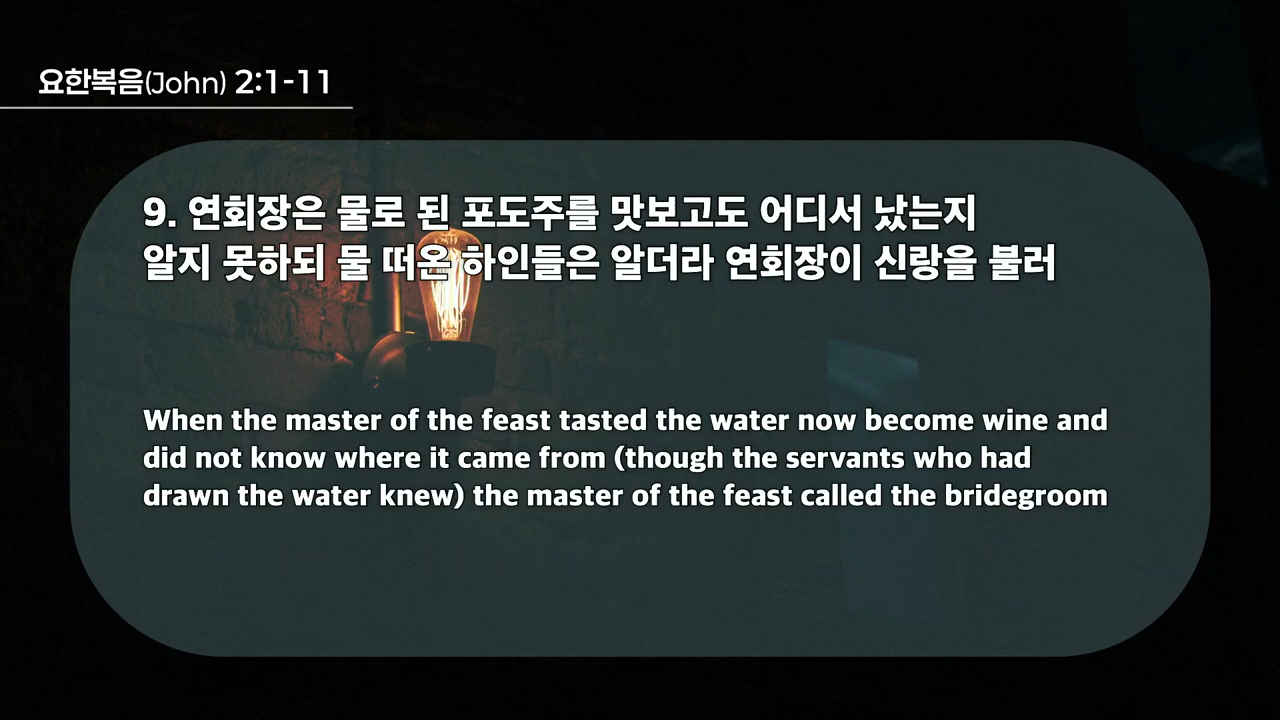 요한복음(John) 2:1-11
9. 연회장은 물로 된 포도주를 맛보고도 어디서 났는지
알지 못하되 물 떠온 하인들은 알더라 연회장이 신랑을 불러
When the master of the feast tasted the water now become wine and
did not know where it came from (though the servants who had
drawn the water knew) the master of the feast called the bridegroom